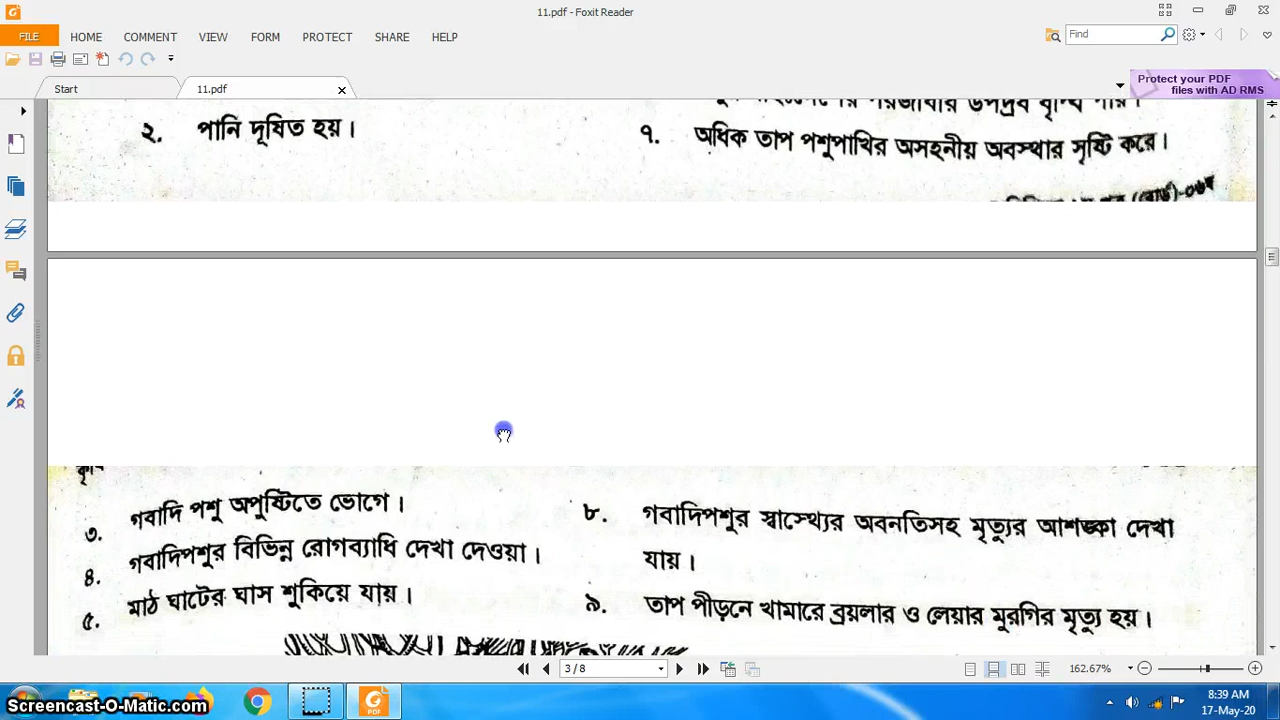 11.pdf - Foxit Reader
FILE HOME COMMENT VIEW FORM PROTECT SHARE HELP
Find
Start 11.pdf
Protect your PDF
files with AD RMS
২. পানি দূষিত হয়।
উপদ্রব বৃদ্ধি পায়।
৭. অধিক তাপ পশুপাখির অসহনীয় অবস্থার সৃষ্টি করে।
৩. গবাদি পশু অপুষ্টিতে ভোগে।
৪. গবাদিপশুর বিভিন্ন রোগব্যাধি দেখা দেওয়া।
৫. মাঠ ঘাটের ঘাস শুকিয়ে যায়।
৮. গবাদিপশুর স্বাস্থ্যের অবনতিসহ মৃত্যুর আশঙ্কা দেখা
যায়।
৯. তাপ পীড়নে খামারে ব্রয়লার ও লেয়ার মুরগির মৃত্যু হয়।
3 / 8
162.67%
8:39 AM
17-May-20
Screencast-O-Matic.com